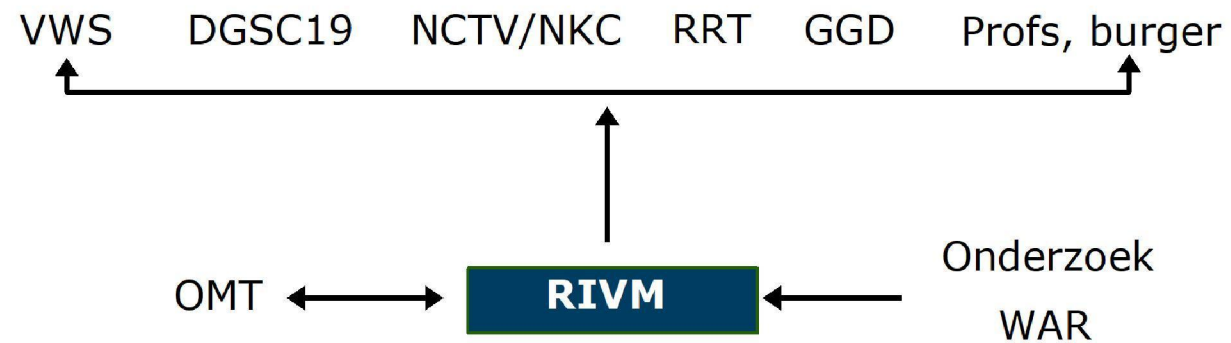 VWS DGSC19 NCTV/NKC RRT GGD Profs, burger
OMT RIVM Onderzoek
WAR